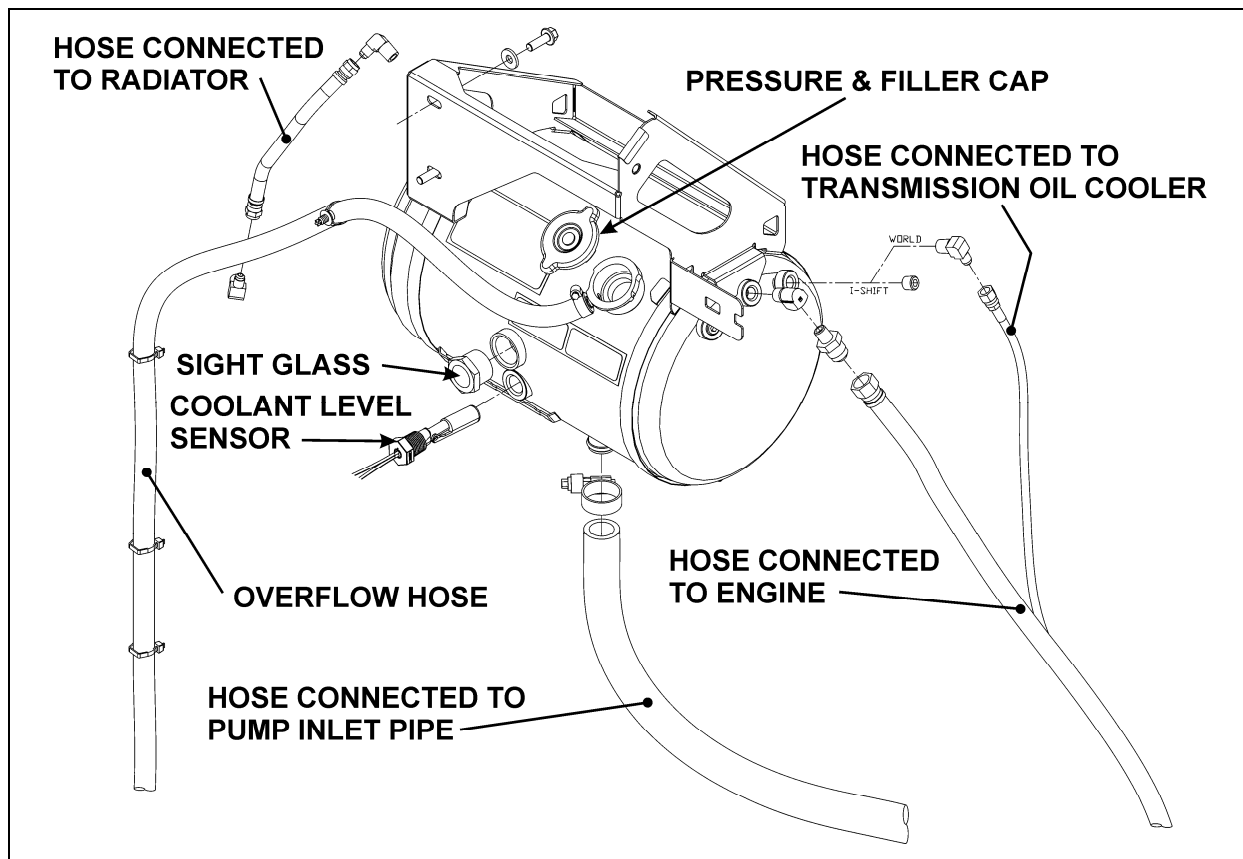 HOSE CONNECTED
TO RADIATOR
PRESSURE & FILLER CAP
HOSE CONNECTED TO
TRANSMISSION OIL COOLER
WORLD
I-SHIFT
SIGHT GLASS
COOLANT LEVEL
SENSOR
OVERFLOW HOSE
HOSE CONNECTED
TO ENGINE
HOSE CONNECTED TO
PUMP INLET PIPE